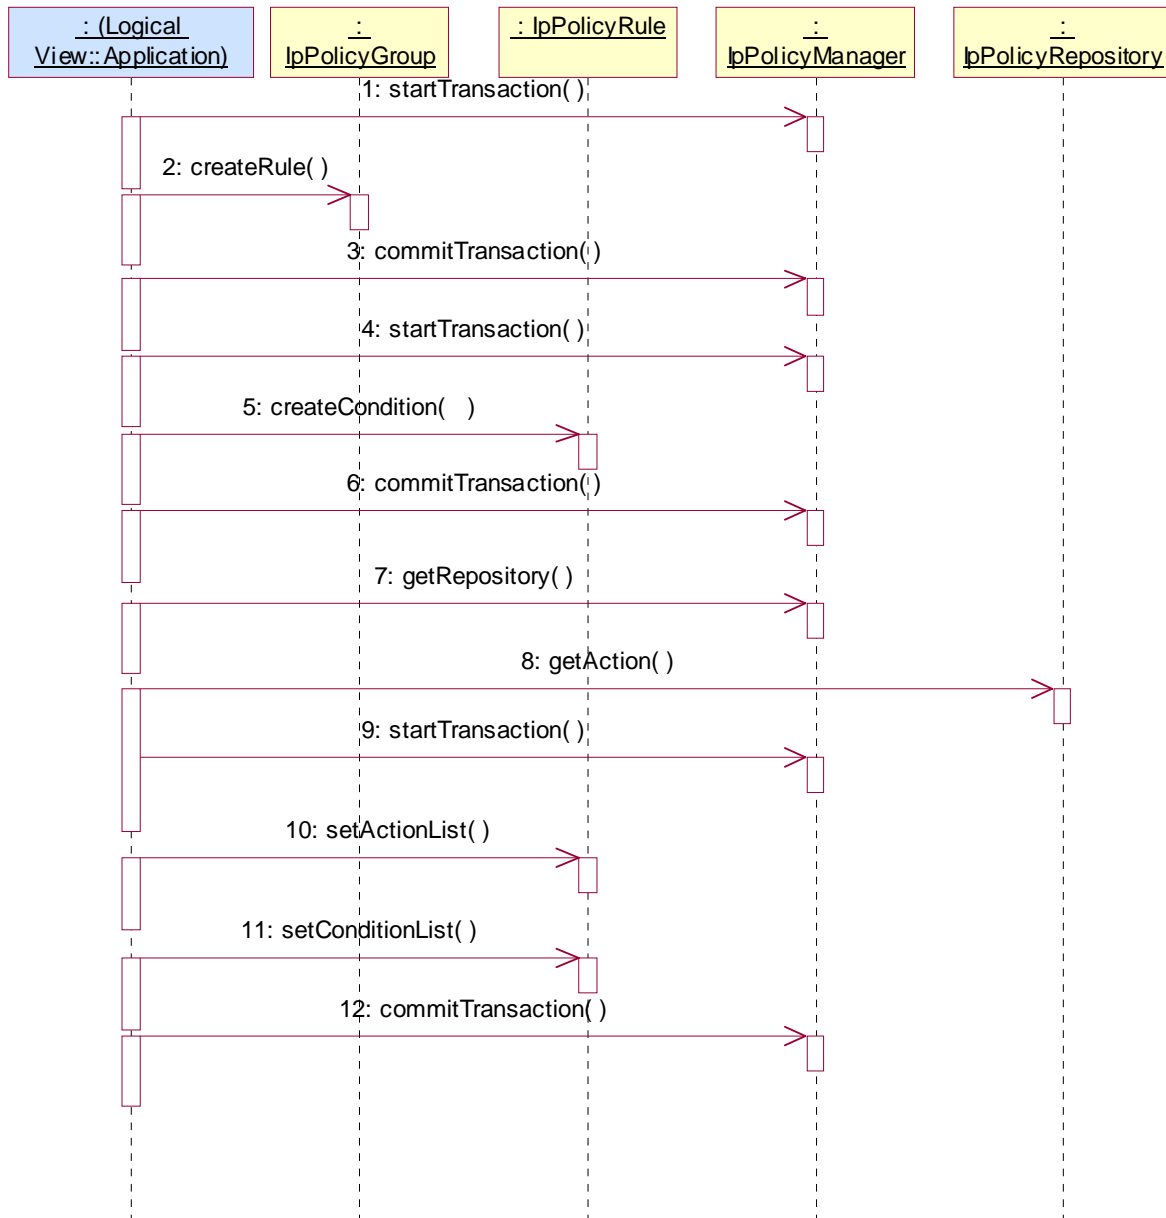 : (Logical
View::Application)
:
IpPolicyGroup
: IpPolicyRule
:
IpPolicyManager
:
IpPolicyRepository
1: startTransaction( )
2: createRule( )
3: commitTransaction( )
4: startTransaction( )
5: createCondition(   )
6: commitTransaction( )
7: getRepository( )
8: getAction( )
9: startTransaction( )
10: setActionList( )
11: setConditionList( )
12: commitTransaction( )